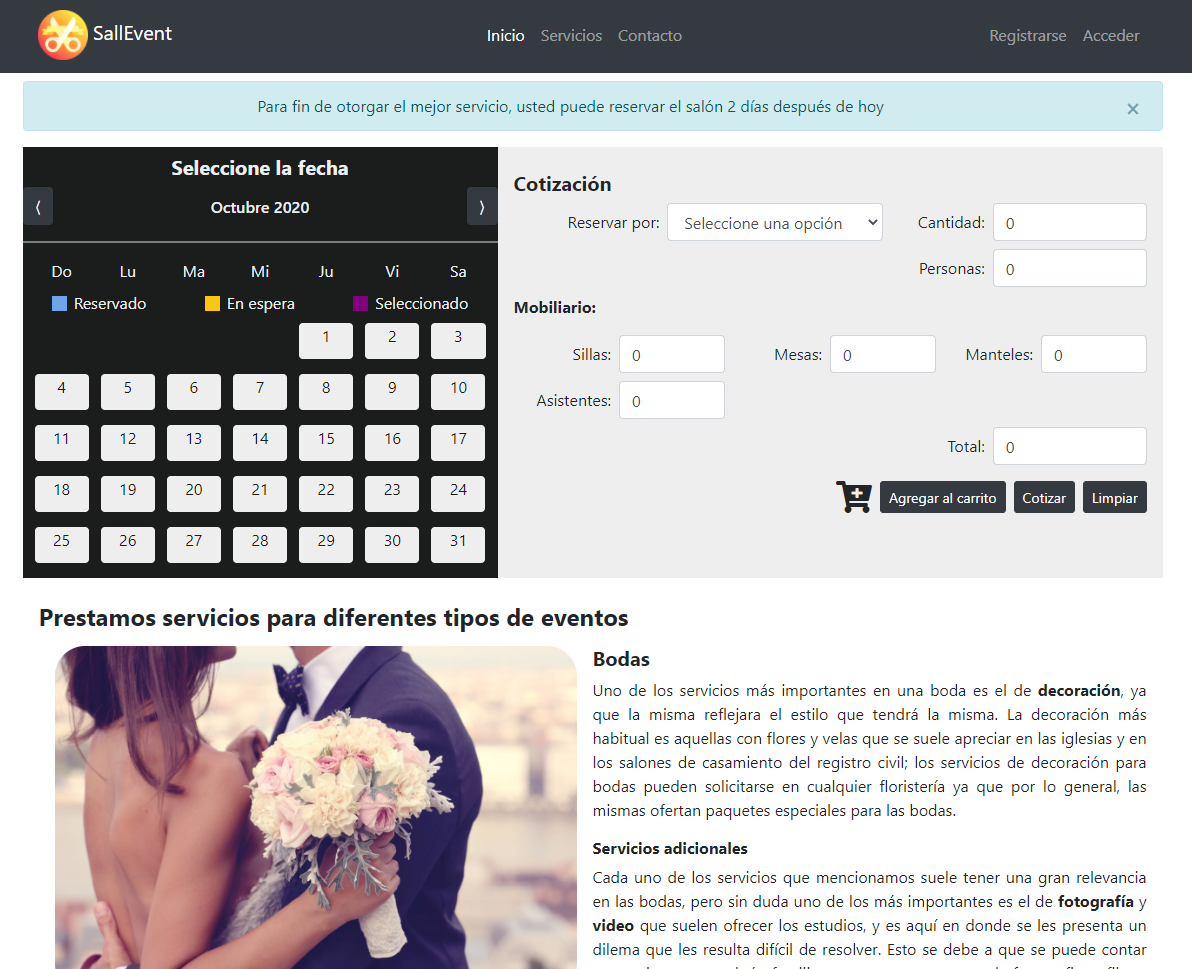 SallEvent
Inicio Servicios Contacto
Registrarse Acceder
Para fin de otorgar el mejor servicio, usted puede reservar el salón 2 días después de hoy ×
Seleccione la fecha
⟨ Octubre 2020 ⟩
Do Lu Ma Mi Ju Vi Sa
Reservado En espera Seleccionado
1 2 3
4 5 6 7 8 9 10
11 12 13 14 15 16 17
18 19 20 21 22 23 24
25 26 27 28 29 30 31
Cotización
Reservar por: Seleccione una opción Cantidad: 0
Personas: 0
Mobiliario:
Sillas: 0 Mesas: 0 Manteles: 0
Asistentes: 0
Total: 0
Agregar al carrito Cotizar Limpiar
Prestamos servicios para diferentes tipos de eventos
Bodas
Uno de los servicios más importantes en una boda es el de decoración, ya
que la misma reflejara el estilo que tendrá la misma. La decoración más
habitual es aquellas con flores y velas que se suele apreciar en las iglesias y en
los salones de casamiento del registro civil; los servicios de decoración para
bodas pueden solicitarse en cualquier floristería ya que por lo general, las
mismas ofertan paquetes especiales para las bodas.
Servicios adicionales
Cada uno de los servicios que mencionamos suele tener una gran relevancia
en las bodas, pero sin duda uno de los más importantes es el de fotografía y
video que suelen ofrecer los estudios, y es aquí en donde se les presenta un
dilema que les resulta difícil de resolver. Esto se debe a que se puede contar